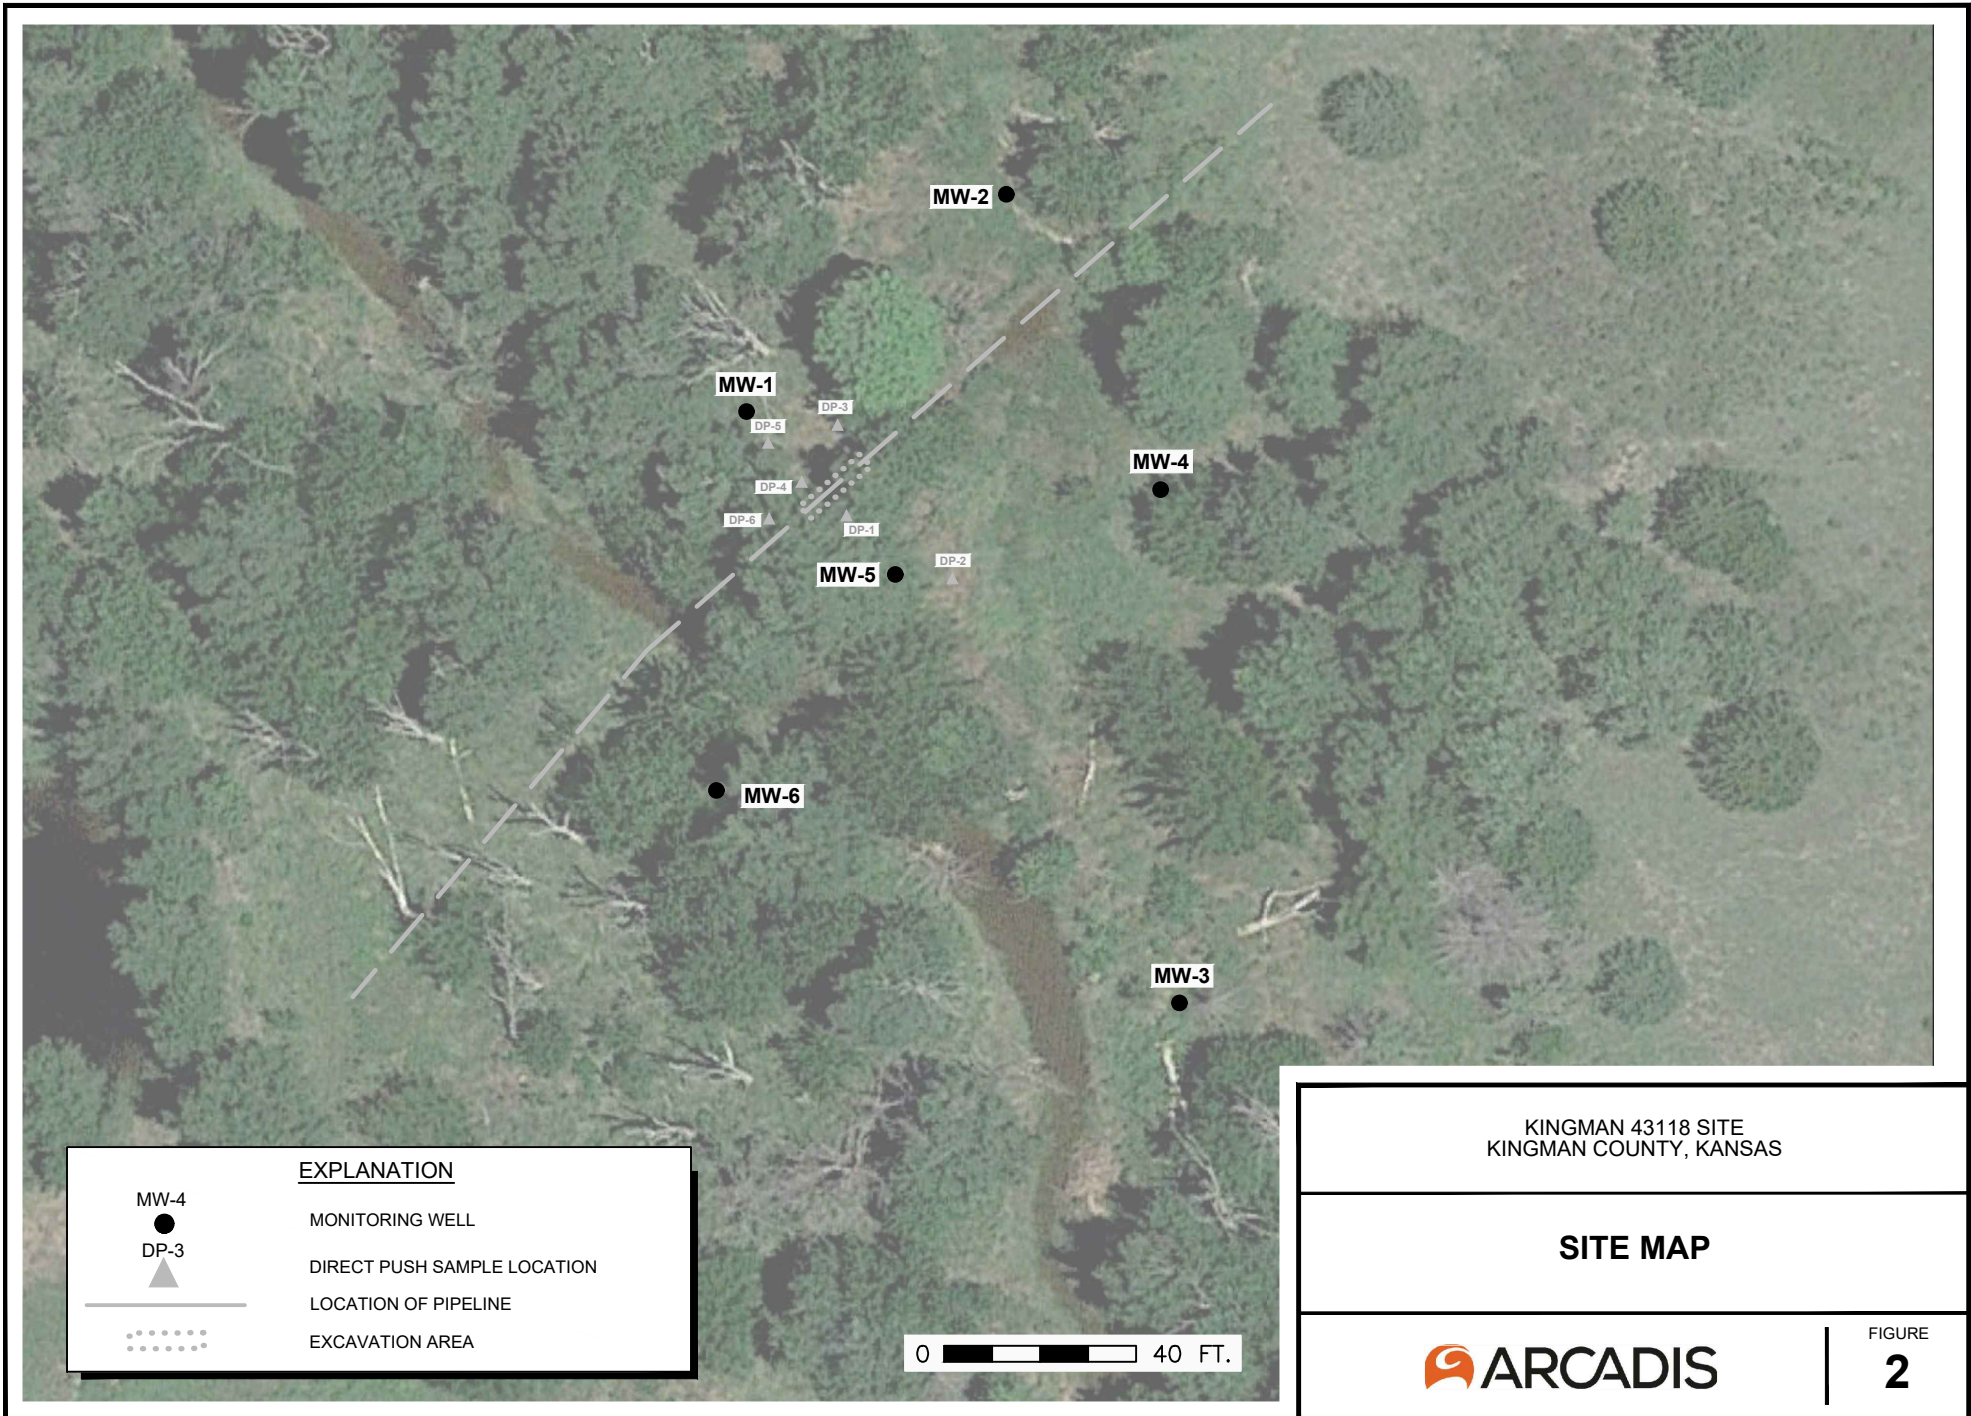 MW-2
MW-1
DP-3
DP-5
MW-4
DP-4
DP-6
DP-1
DP-2
MW-5
MW-6
MW-3
EXPLANATION
MW-4
MONITORING WELL
DP-3
DIRECT PUSH SAMPLE LOCATION
LOCATION OF PIPELINE
EXCAVATION AREA
0 40 FT.
KINGMAN 43118 SITE
KINGMAN COUNTY, KANSAS
SITE MAP
ARCADIS
FIGURE
2